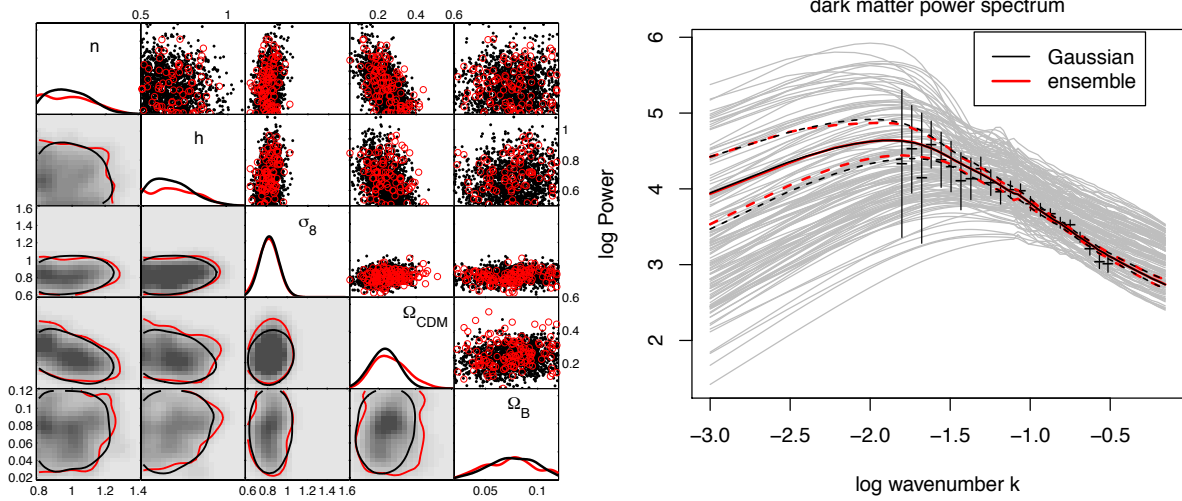 0.5 1 0.2 0.4 0.6
n
h
1.0
0.8
0.6
1.6
1.4
1.2
1
0.8
0.6
σ8
0.6
ΩCDM
0.4
0.2
0.12
0.1
0.08
0.06
0.04
0.02
ΩB
0.8 1 1.2 1.4 0.6 0.8 1 1.2 1.4 1.6 0.05 0.1
dark matter power spectrum
Gaussian
ensemble
6
5
4
3
2
log Power
−3.0 −2.5 −2.0 −1.5 −1.0 −0.5
log wavenumber k